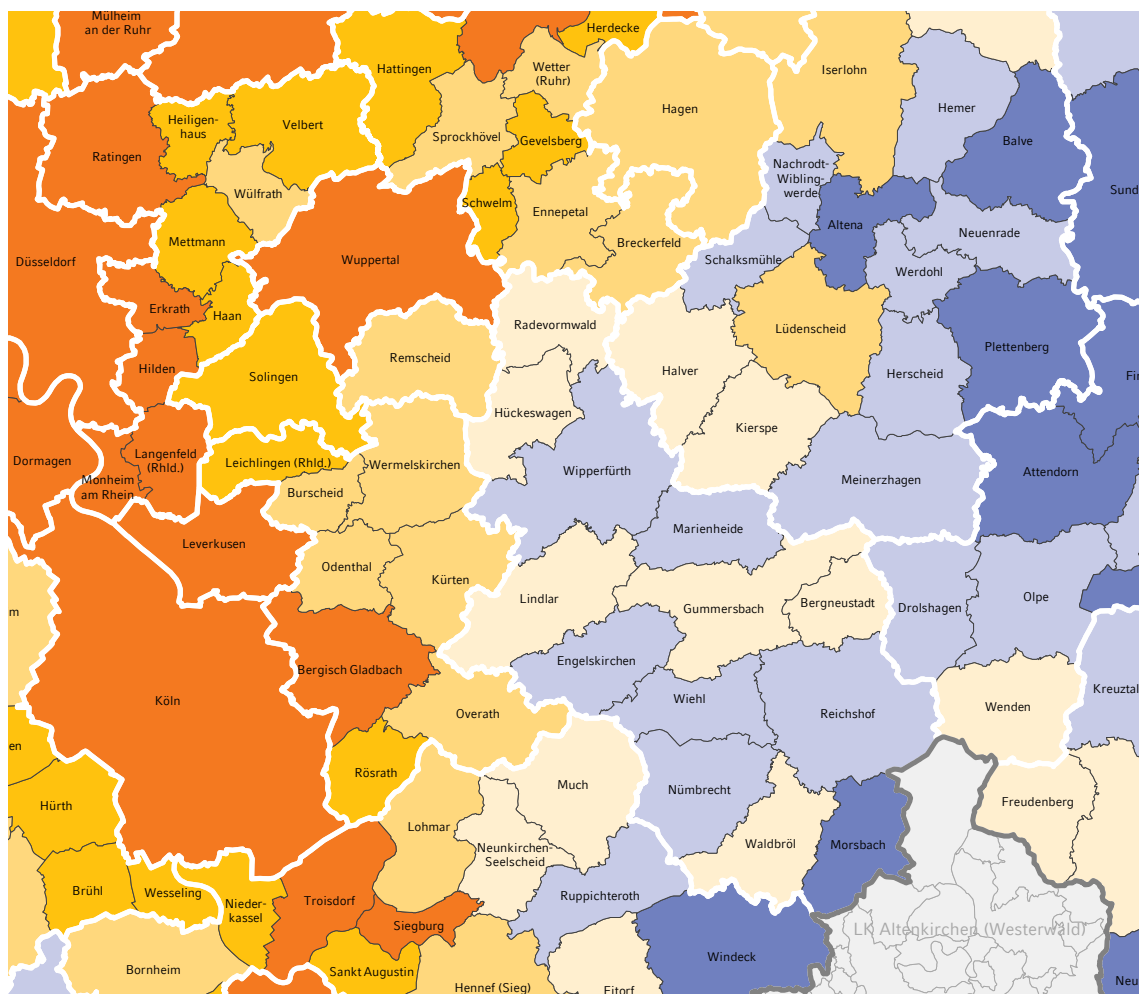 Mülheim
an der Ruhr
Herdecke
Hattingen
Wetter
(Ruhr)
Iserlohn
Hagen
Hemer
Heiligen-
haus
Velbert
Sprockhövel
Gevelsberg
Balve
Ratingen
Nachrodt-
Wibling-
werde
Sund
Wülfrath
Schwelm
Ennepetal
Altena
Mettmann
Breckerfeld
Neuenrade
Düsseldorf
Wuppertal
Schalksmühle
Werdohl
Erkrath
Haan
Radevormwald
Lüdenscheid
Plettenberg
Remscheid
Hilden
Solingen
Halver
Herscheid
Fin
Hückeswagen
Kierspe
Dormagen
Langenfeld
(Rhld.)
Leichlingen (Rhld.)
Wermelskirchen
Wipperfürth
Attendorn
Monheim
am Rhein
Burscheid
Meinerzhagen
Marienheide
Leverkusen
Odenthal
Kürten
Lindlar
Gummersbach
Bergneustadt
Drolshagen
Olpe
m
Bergisch Gladbach
Engelskirchen
Kreuztal
Köln
Wiehl
Overath
Reichshof
Wenden
en
Rösrath
Much
Nümbrecht
Hürth
Lohmar
Freudenberg
Neunkirchen-
Seelscheid
Waldbröl
Morsbach
Brühl
Wesseling
Nieder-
kassel
Troisdorf
Ruppichteroth
Siegburg
LK Altenkirchen (Westerwald)
Bornheim
Sankt Augustin
Windeck
Hennef (Sieg)
Eitorf
Neu